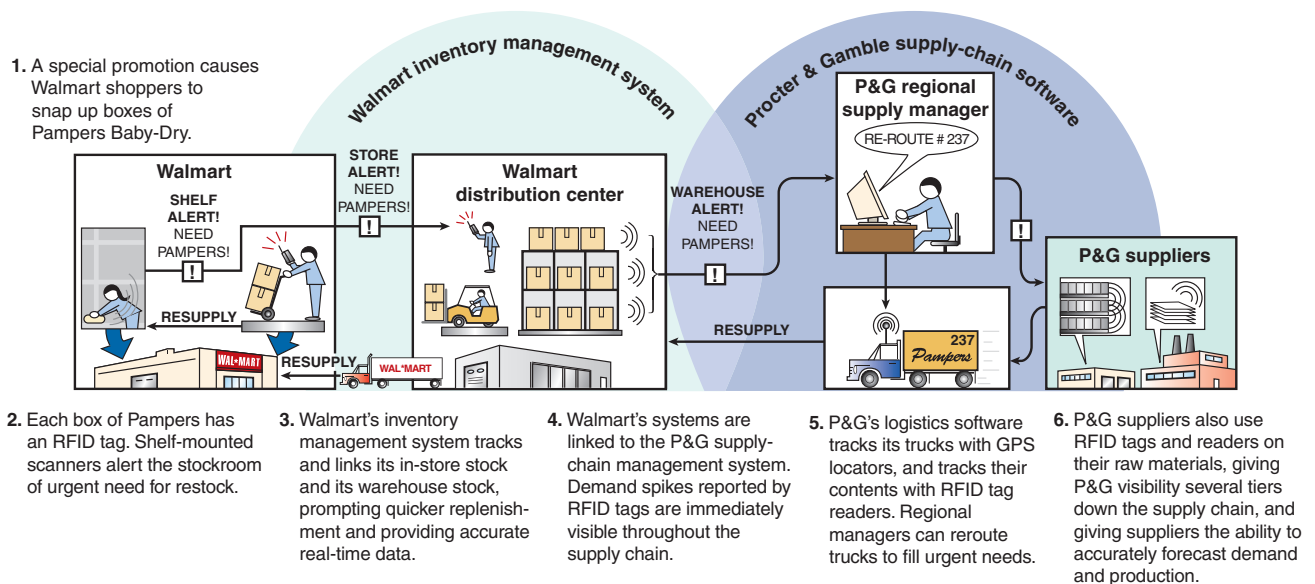 1. A special promotion causes
Walmart shoppers to
snap up boxes of
Pampers Baby-Dry.
Walmart inventory management system
Procter & Gamble supply-chain software
Walmart
SHELF
ALERT!
NEED
PAMPERS!
!
RESUPPLY
WAL★MART
STORE
ALERT!
NEED
PAMPERS!
!
RESUPPLY
WAL*MART
Walmart
distribution center
WAREHOUSE
ALERT!
NEED
PAMPERS!
!
RESUPPLY
P&G regional
supply manager
RE-ROUTE # 237
!
237
Pampers
P&G suppliers
2. Each box of Pampers has
an RFID tag. Shelf-mounted
scanners alert the stockroom
of urgent need for restock.
3. Walmart’s inventory
management system tracks
and links its in-store stock
and its warehouse stock,
prompting quicker replenish-
ment and providing accurate
real-time data.
4. Walmart’s systems are
linked to the P&G supply-
chain management system.
Demand spikes reported by
RFID tags are immediately
visible throughout the
supply chain.
5. P&G’s logistics software
tracks its trucks with GPS
locators, and tracks their
contents with RFID tag
readers. Regional
managers can reroute
trucks to fill urgent needs.
6. P&G suppliers also use
RFID tags and readers on
their raw materials, giving
P&G visibility several tiers
down the supply chain, and
giving suppliers the ability to
accurately forecast demand
and production.